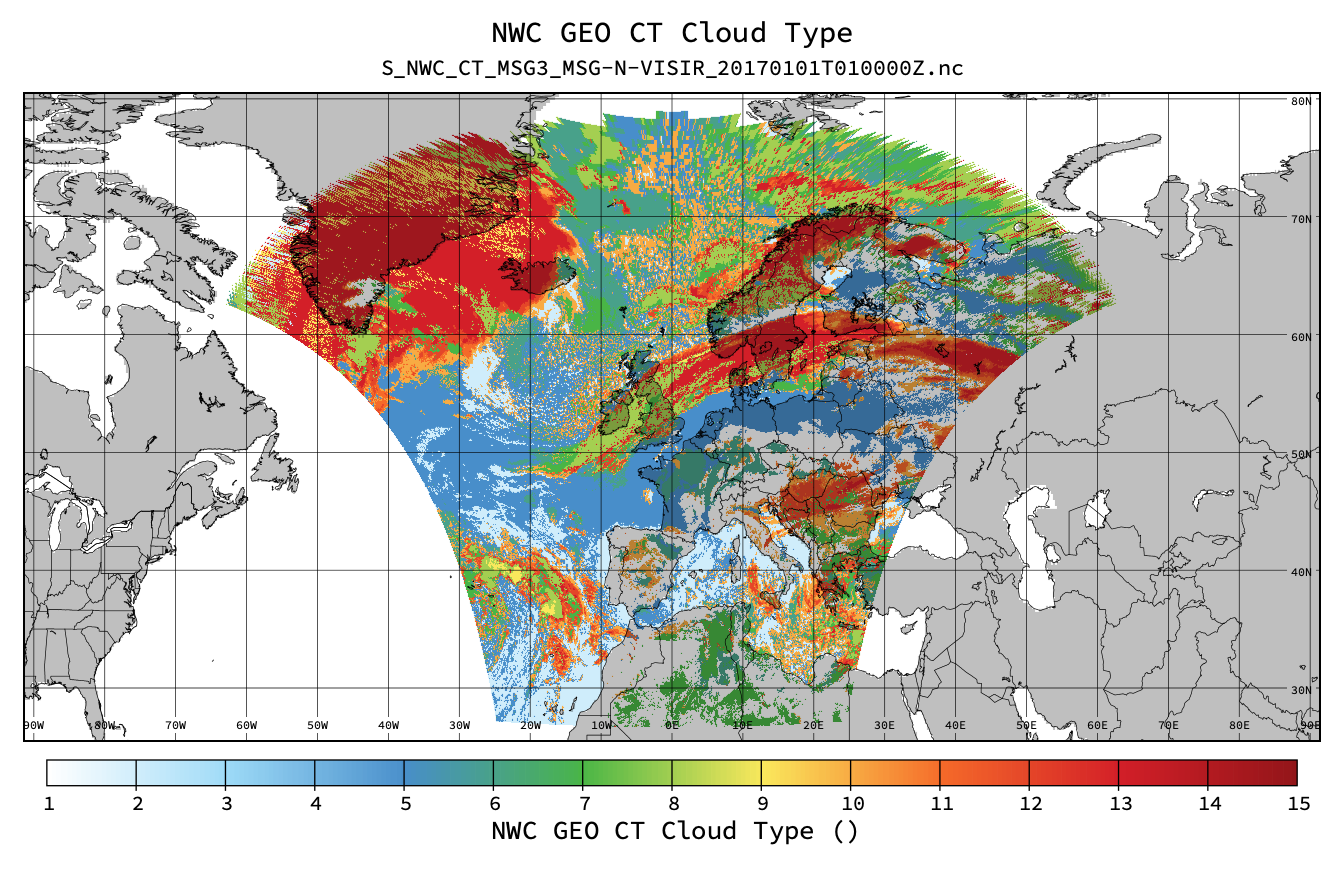 NWC GEO CT Cloud Type
S_NWC_CT_MSG3_MSG-N-VISIR_20170101T010000Z.nc
80N
70N
60N
50N
40N
30N
90W 80W 70W 60W 50W 40W 30W 20W 10W 0E 10E 20E 30E 40E 50E 60E 70E 80E 90E
1 2 3 4 5 6 7 8 9 10 11 12 13 14 15
NWC GEO CT Cloud Type ()